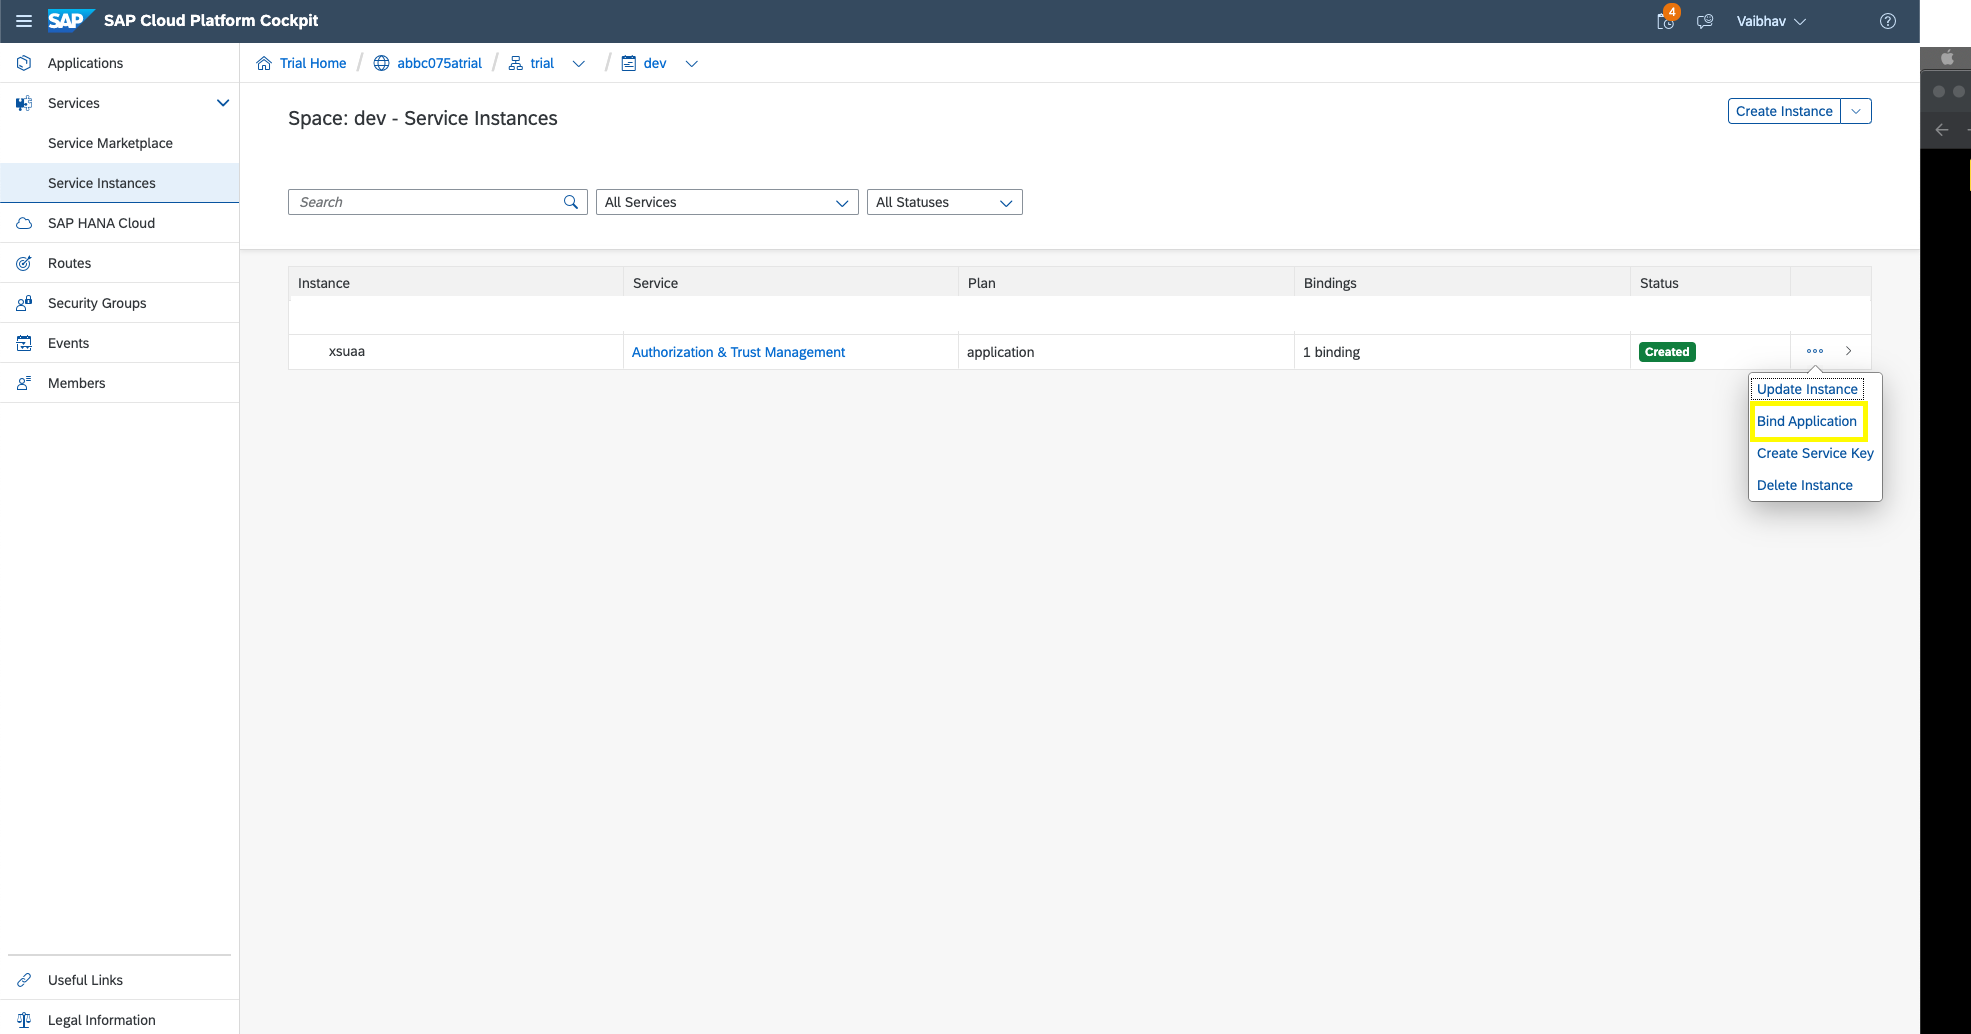 SAP SAP Cloud Platform Cockpit
4
Vaibhav
Applications
Services
Service Marketplace
Service Instances
SAP HANA Cloud
Routes
Security Groups
Events
Members
Useful Links
Legal Information
Trial Home / abbc075atrial / trial / dev
Space: dev - Service Instances
Create Instance
Search
All Services
All Statuses
Instance Service Plan Bindings Status
xsuaa Authorization & Trust Management application 1 binding Created
Update Instance
Bind Application
Create Service Key
Delete Instance